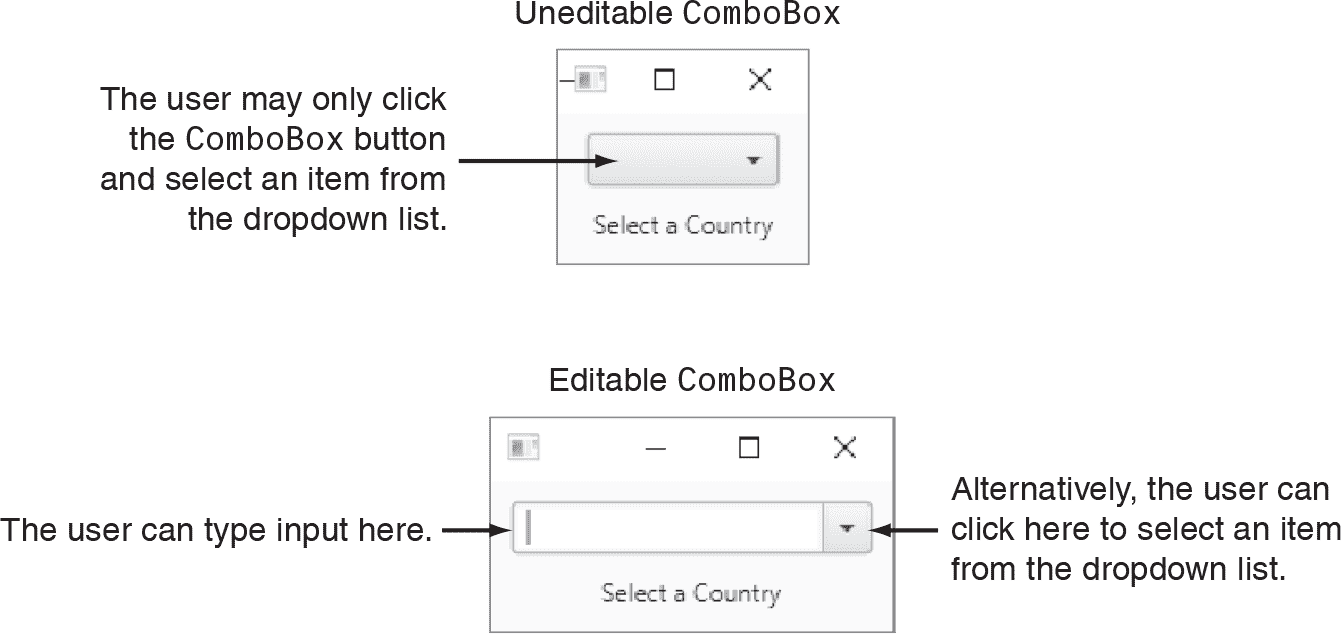 Uneditable ComboBox
The user may only click
the ComboBox button
and select an item from
the dropdown list.
Select a Country
Editable ComboBox
The user can type input here.
Alternatively, the user can
click here to select an item
from the dropdown list.
Select a Country